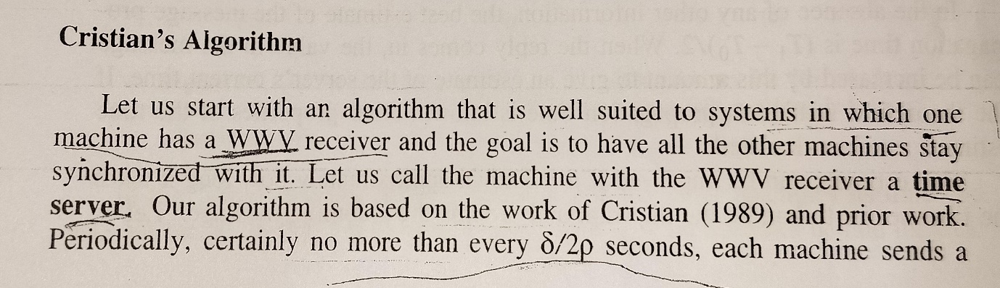 Cristian's Algorithm
Let us start with an algorithm that is well suited to systems in which one
machine has a WWV receiver and the goal is to have all the other machines stay
synchronized with it. Let us call the machine with the WWV receiver a time
server. Our algorithm is based on the work of Cristian (1989) and prior work.
Periodically, certainly no more than every δ/2ρ seconds, each machine sends a